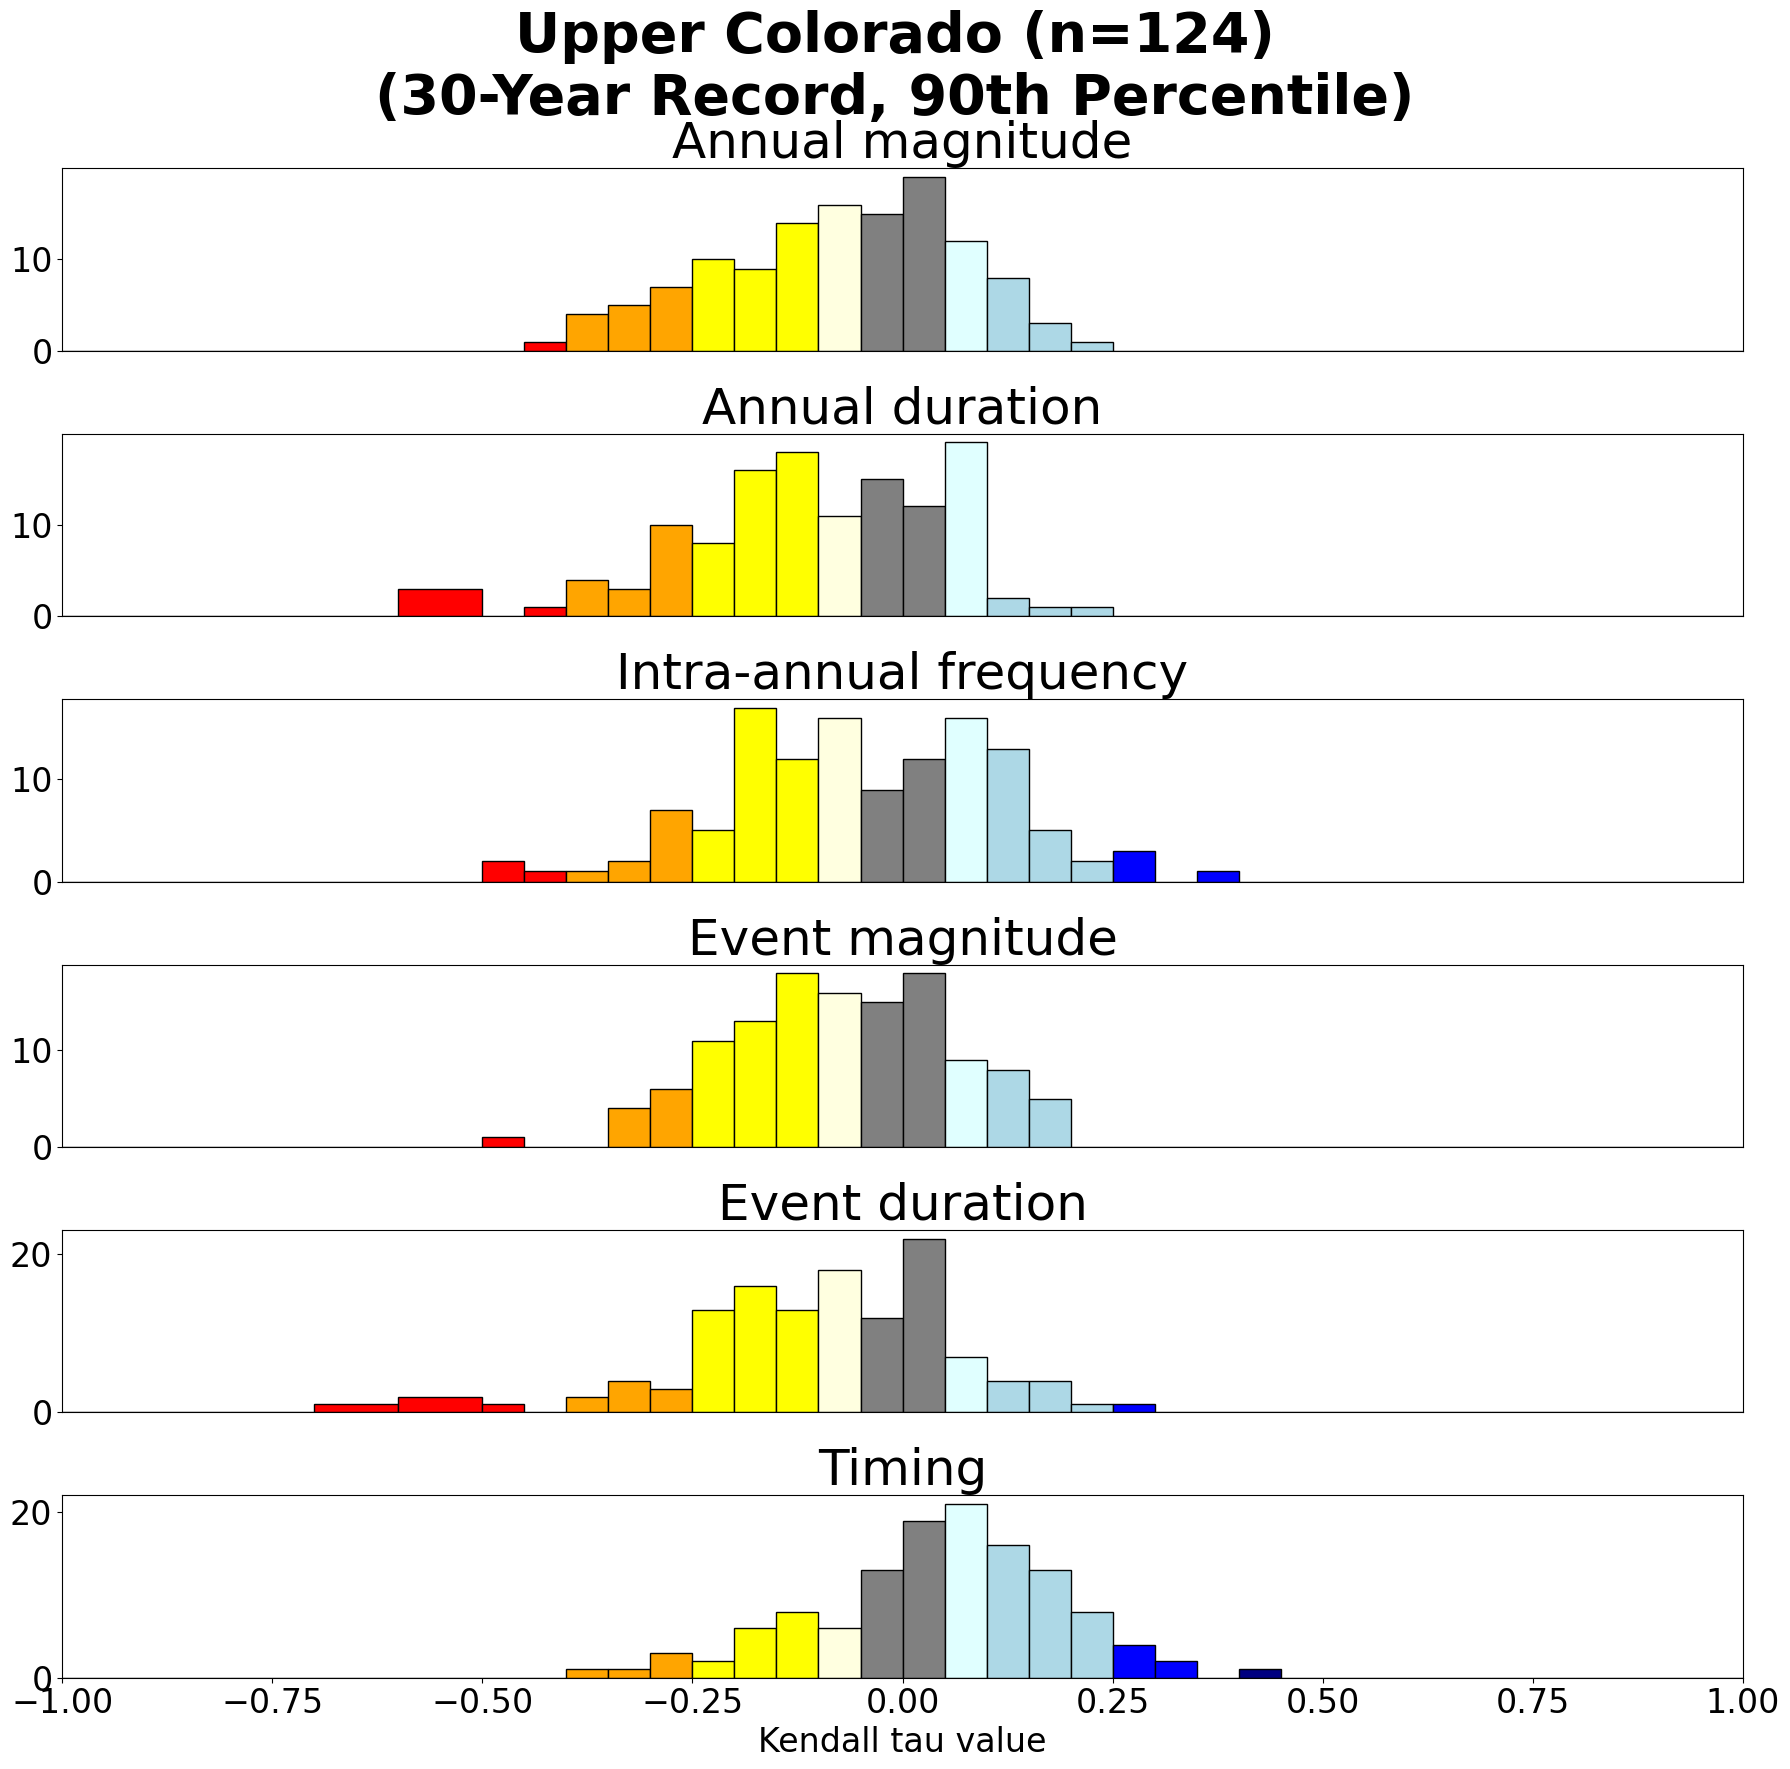 Upper Colorado (n=124)
(30-Year Record, 90th Percentile)
Annual magnitude
10
0
Annual duration
10
0
Intra-annual frequency
10
0
Event magnitude
10
0
Event duration
20
0
Timing
20
0
−1.00 −0.75 −0.50 −0.25 0.00 0.25 0.50 0.75 1.00
Kendall tau value